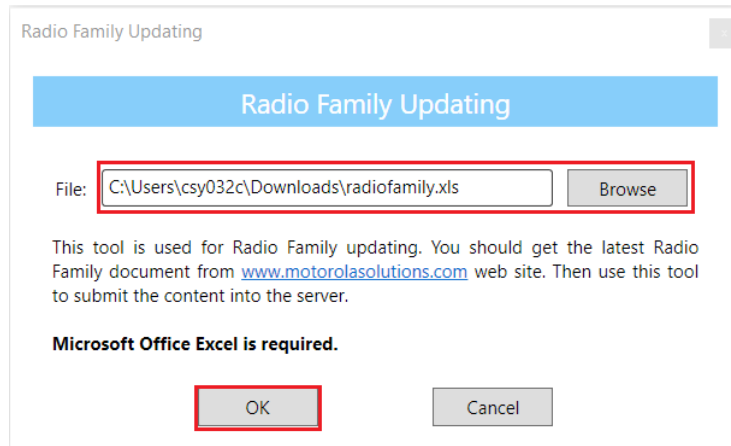 Radio Family Updating
Radio Family Updating
File: C:\Users\csy032c\Downloads\radiofamily.xls Browse
This tool is used for Radio Family updating. You should get the latest Radio
Family document from www.motorolasolutions.com web site. Then use this tool
to submit the content into the server.
Microsoft Office Excel is required.
OK Cancel